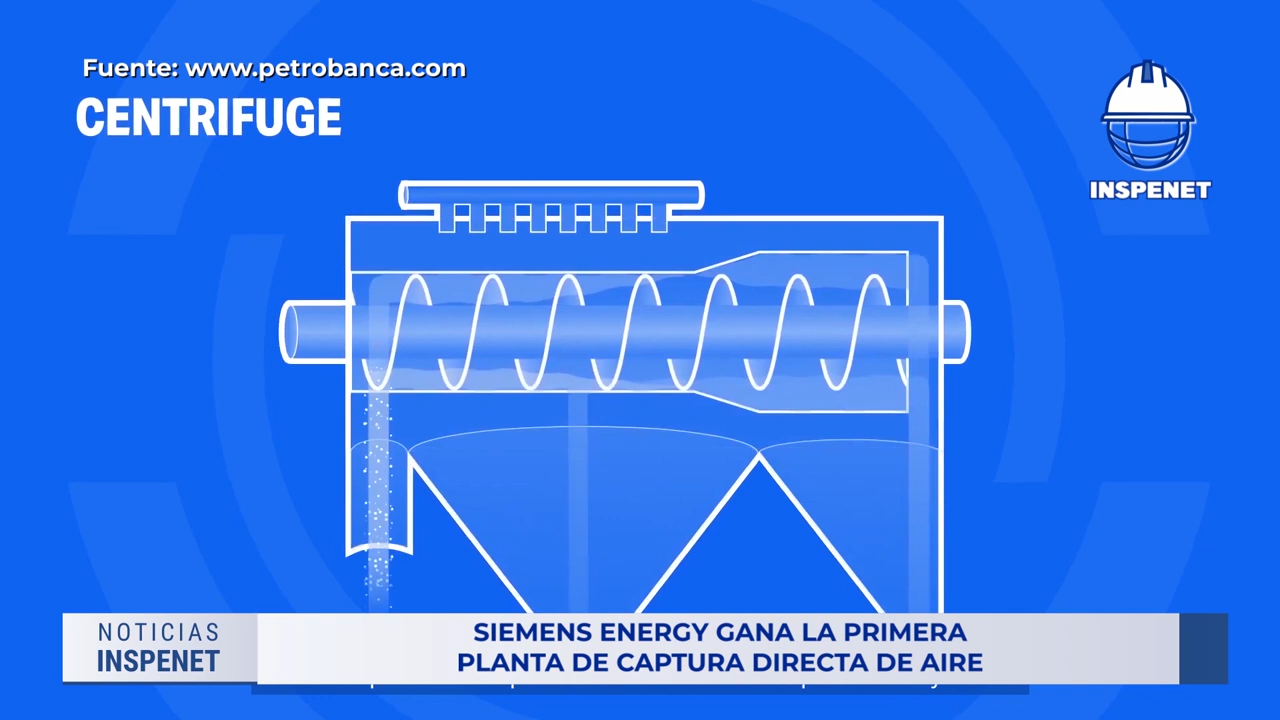 Fuente: www.petrobanca.com
CENTRIFUGE
INSPENET
NOTICIAS
INSPENET
SIEMENS ENERGY GANA LA PRIMERA
PLANTA DE CAPTURA DIRECTA DE AIRE